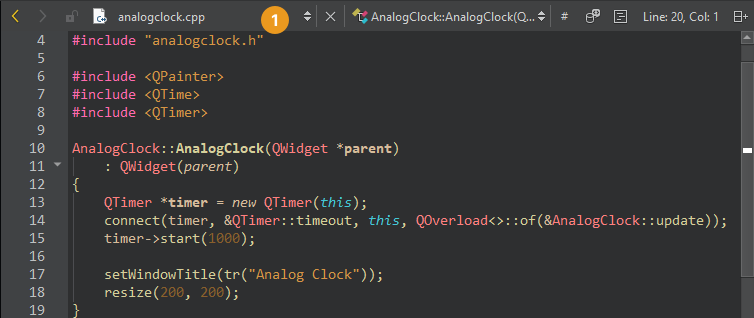 analogclock.cpp 1 AnalogClock::AnalogClock(Q... # Line: 20, Col: 1
4 #include "analogclock.h"
5
6 #include <QPainter>
7 #include <QTime>
8 #include <QTimer>
9
10 AnalogClock::AnalogClock(QWidget *parent)
11     : QWidget(parent)
12 {
13     QTimer *timer = new QTimer(this);
14     connect(timer, &QTimer::timeout, this, QOverload<>::of(&AnalogClock::update));
15     timer->start(1000);
16
17     setWindowTitle(tr("Analog Clock"));
18     resize(200, 200);
19 }